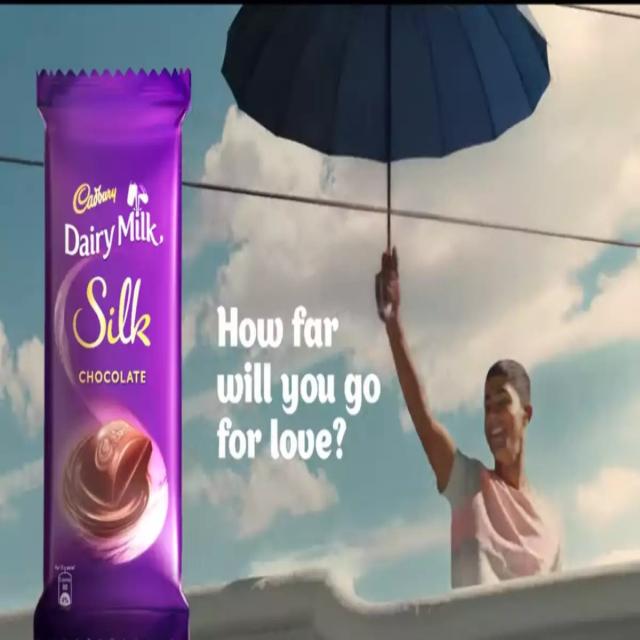 Cadbury
Dairy Milk
Silk
CHOCOLATE
How far
will you go
for love?